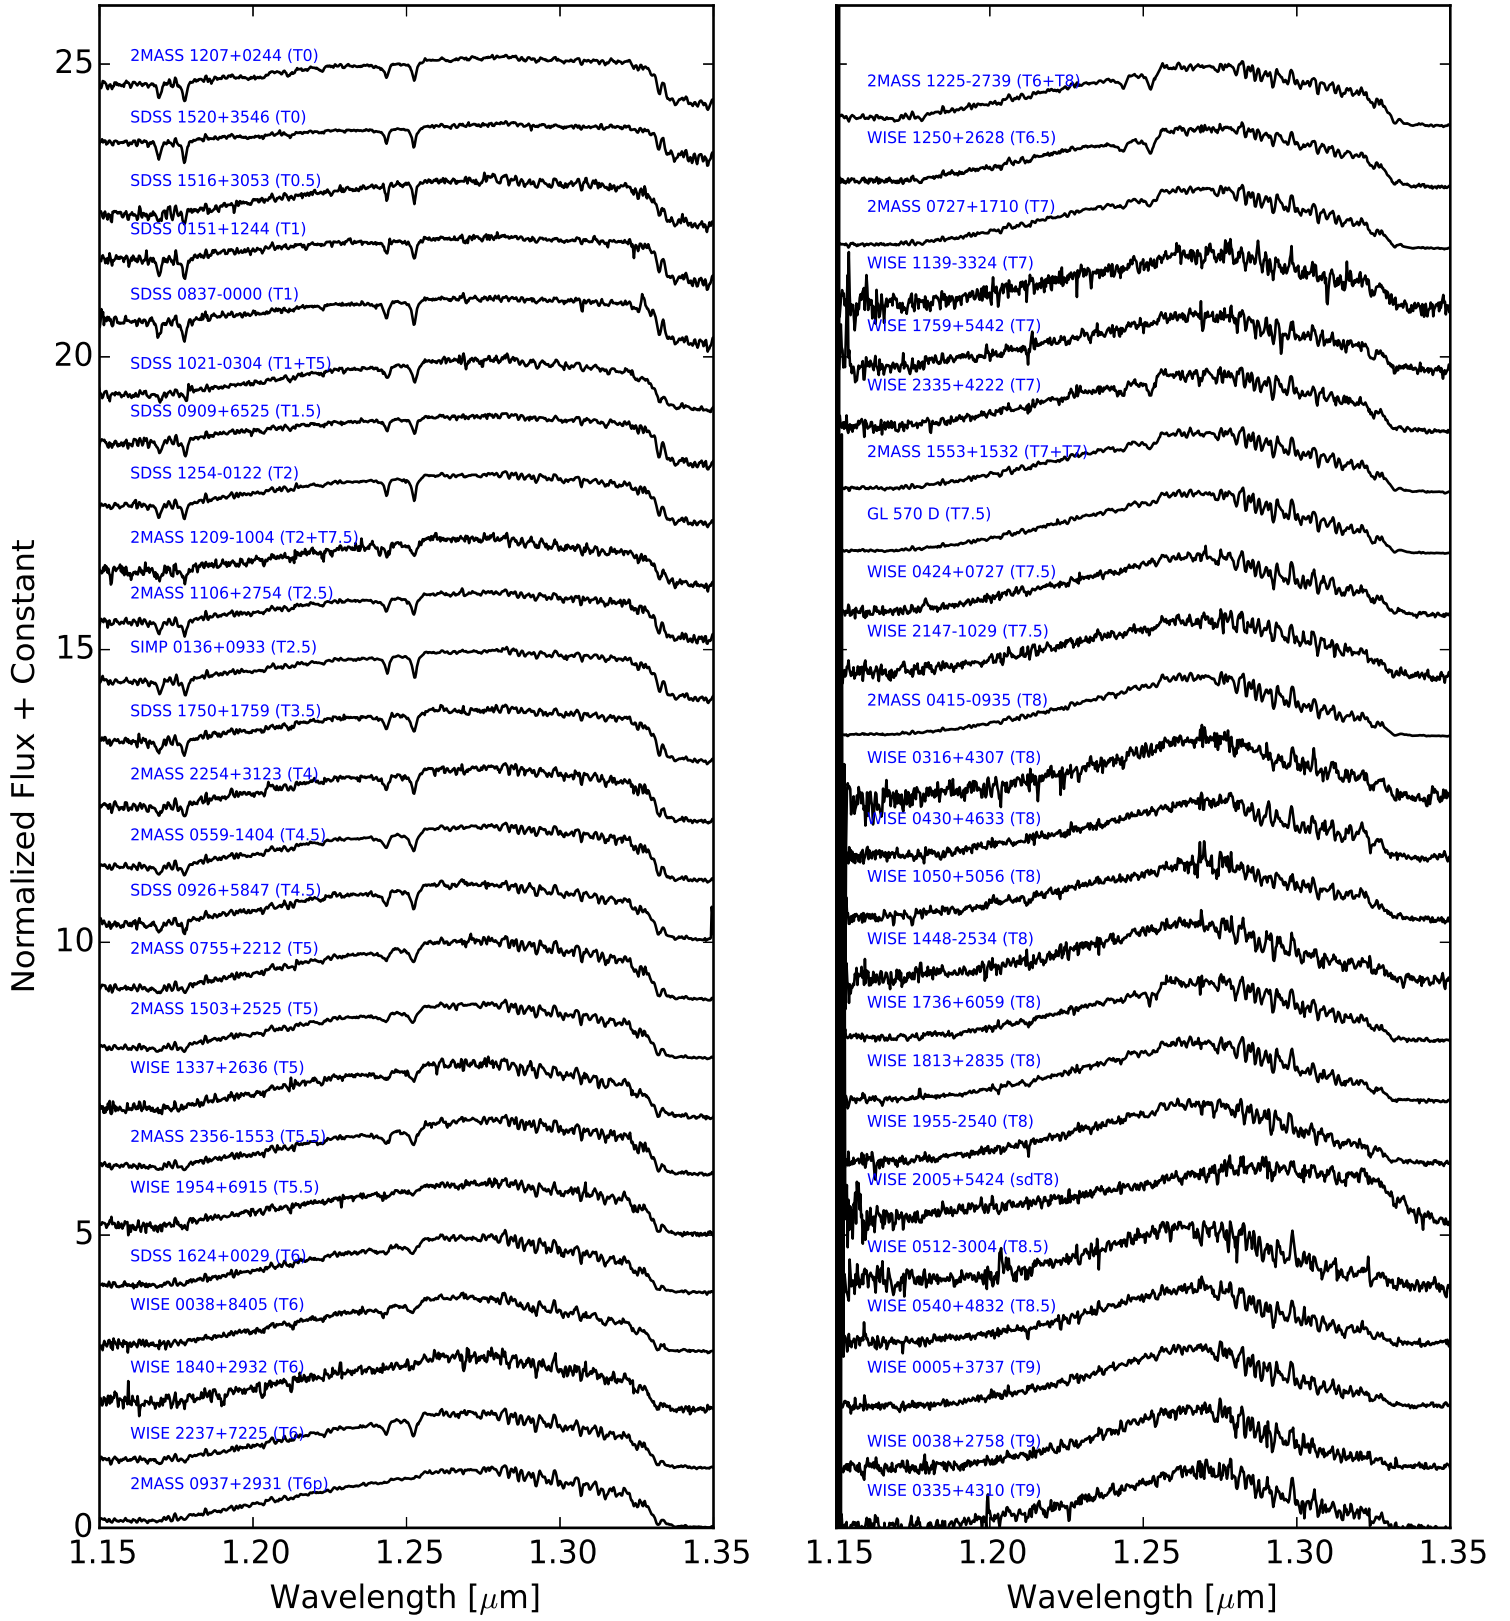 Normalized Flux + Constant
25
20
15
10
5
0
2MASS 1207+0244 (T0)
SDSS 1520+3546 (T0)
SDSS 1516+3053 (T0.5)
SDSS 0151+1244 (T1)
SDSS 0837-0000 (T1)
SDSS 1021-0304 (T1+T5)
SDSS 0909+6525 (T1.5)
SDSS 1254-0122 (T2)
2MASS 1209-1004 (T2+T7.5)
2MASS 1106+2754 (T2.5)
SIMP 0136+0933 (T2.5)
SDSS 1750+1759 (T3.5)
2MASS 2254+3123 (T4)
2MASS 0559-1404 (T4.5)
SDSS 0926+5847 (T4.5)
2MASS 0755+2212 (T5)
2MASS 1503+2525 (T5)
WISE 1337+2636 (T5)
2MASS 2356-1553 (T5.5)
WISE 1954+6915 (T5.5)
SDSS 1624+0029 (T6)
WISE 0038+8405 (T6)
WISE 1840+2932 (T6)
WISE 2237+7225 (T6)
2MASS 0937+2931 (T6p)
1.15 1.20 1.25 1.30 1.35
Wavelength [μm]
2MASS 1225-2739 (T6+T8)
WISE 1250+2628 (T6.5)
2MASS 0727+1710 (T7)
WISE 1139-3324 (T7)
WISE 1759+5442 (T7)
WISE 2335+4222 (T7)
2MASS 1553+1532 (T7+T7)
GL 570 D (T7.5)
WISE 0424+0727 (T7.5)
WISE 2147-1029 (T7.5)
2MASS 0415-0935 (T8)
WISE 0316+4307 (T8)
WISE 0430+4633 (T8)
WISE 1050+5056 (T8)
WISE 1448-2534 (T8)
WISE 1736+6059 (T8)
WISE 1813+2835 (T8)
WISE 1955-2540 (T8)
WISE 2005+5424 (sdT8)
WISE 0512-3004 (T8.5)
WISE 0540+4832 (T8.5)
WISE 0005+3737 (T9)
WISE 0038+2758 (T9)
WISE 0335+4310 (T9)
1.15 1.20 1.25 1.30 1.35
Wavelength [μm]